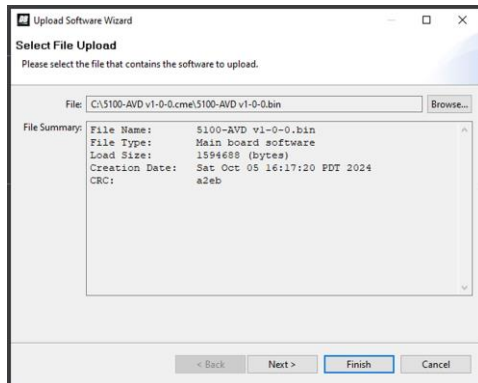 Upload Software Wizard
Select File Upload
Please select the file that contains the software to upload.
File: C:\5100-AVD v1-0-0.cme\5100-AVD v1-0-0.bin Browse...
File Summary: File Name: 5100-AVD v1-0-0.bin
File Type: Main board software
Load Size: 1594688 (bytes)
Creation Date: Sat Oct 05 16:17:20 PDT 2024
CRC: a2eb
< Back Next > Finish Cancel